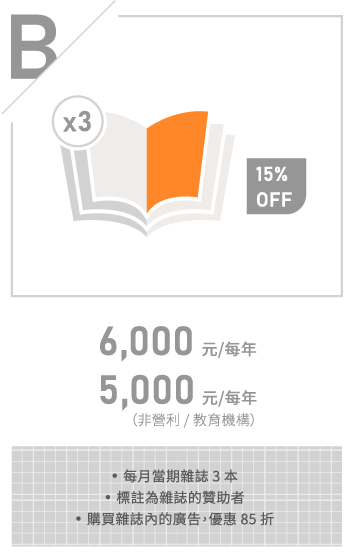 B
x3
15%
OFF
6,000 元/每年
5,000 元/每年
(非營利 / 教育機構)
• 每月當期雜誌 3 本
• 標註為雜誌的贊助者
• 購買雜誌內的廣告,優惠 85 折